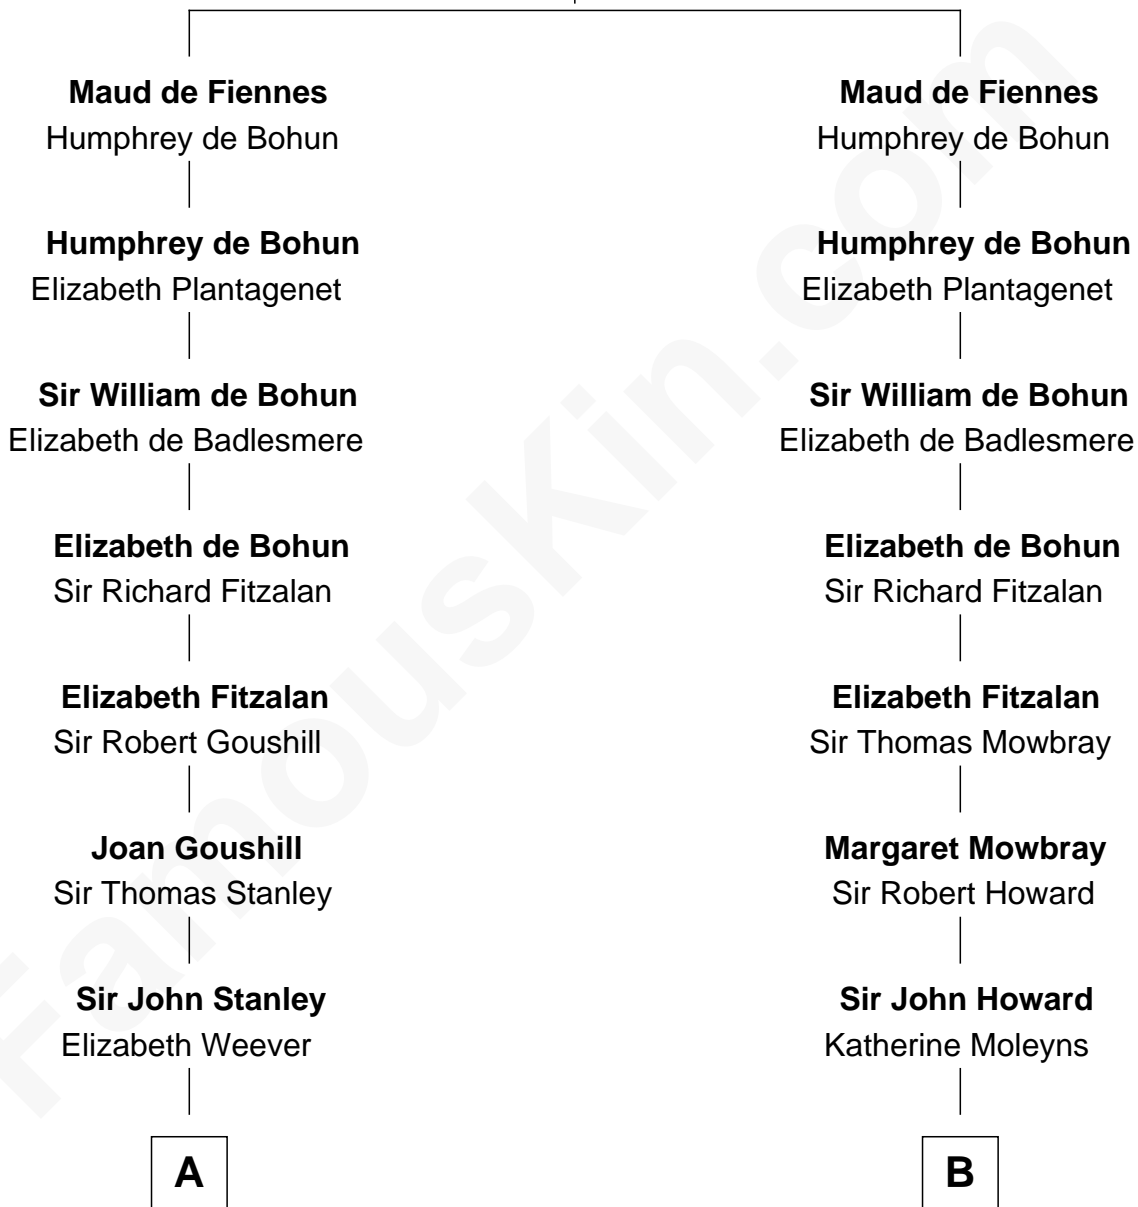 Maud de Fiennes
Humphrey de Bohun
Humphrey de Bohun
Elizabeth Plantagenet
Sir William de Bohun
Elizabeth de Badlesmere
Elizabeth de Bohun
Sir Richard Fitzalan
Elizabeth Fitzalan
Sir Robert Goushill
Joan Goushill
Sir Thomas Stanley
Sir John Stanley
Elizabeth Weever
A
Maud de Fiennes
Humphrey de Bohun
Humphrey de Bohun
Elizabeth Plantagenet
Sir William de Bohun
Elizabeth de Badlesmere
Elizabeth de Bohun
Sir Richard Fitzalan
Elizabeth Fitzalan
Sir Thomas Mowbray
Margaret Mowbray
Sir Robert Howard
Sir John Howard
Katherine Moleyns
B
FamousKin.com